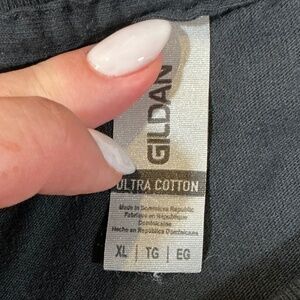 GILDAN
ULTRA COTTON
Made in Dominican Republic
Fabriqué en République
Dominicaine
Hecho en República Dominicana
XL | TG | EG